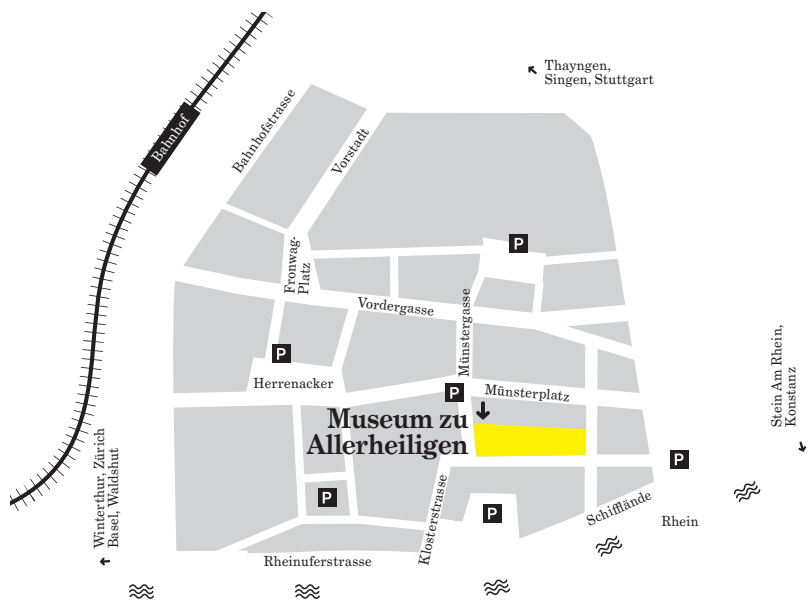 Thayngen,
Singen, Stuttgart
Bahnhof
Bahnhofstrasse
Vorstadt
P
Fronwag-
Platz
Vordergasse
Münstergasse
P
Herrenacker
P
Münsterplatz
Stein Am Rhein,
Konstanz
Museum zu
Allerheiligen
P
Winterthur, Zürich
Basel, Waldshut
P
P
Klosterstrasse
Schifflände
Rhein
Rheinuferstrasse